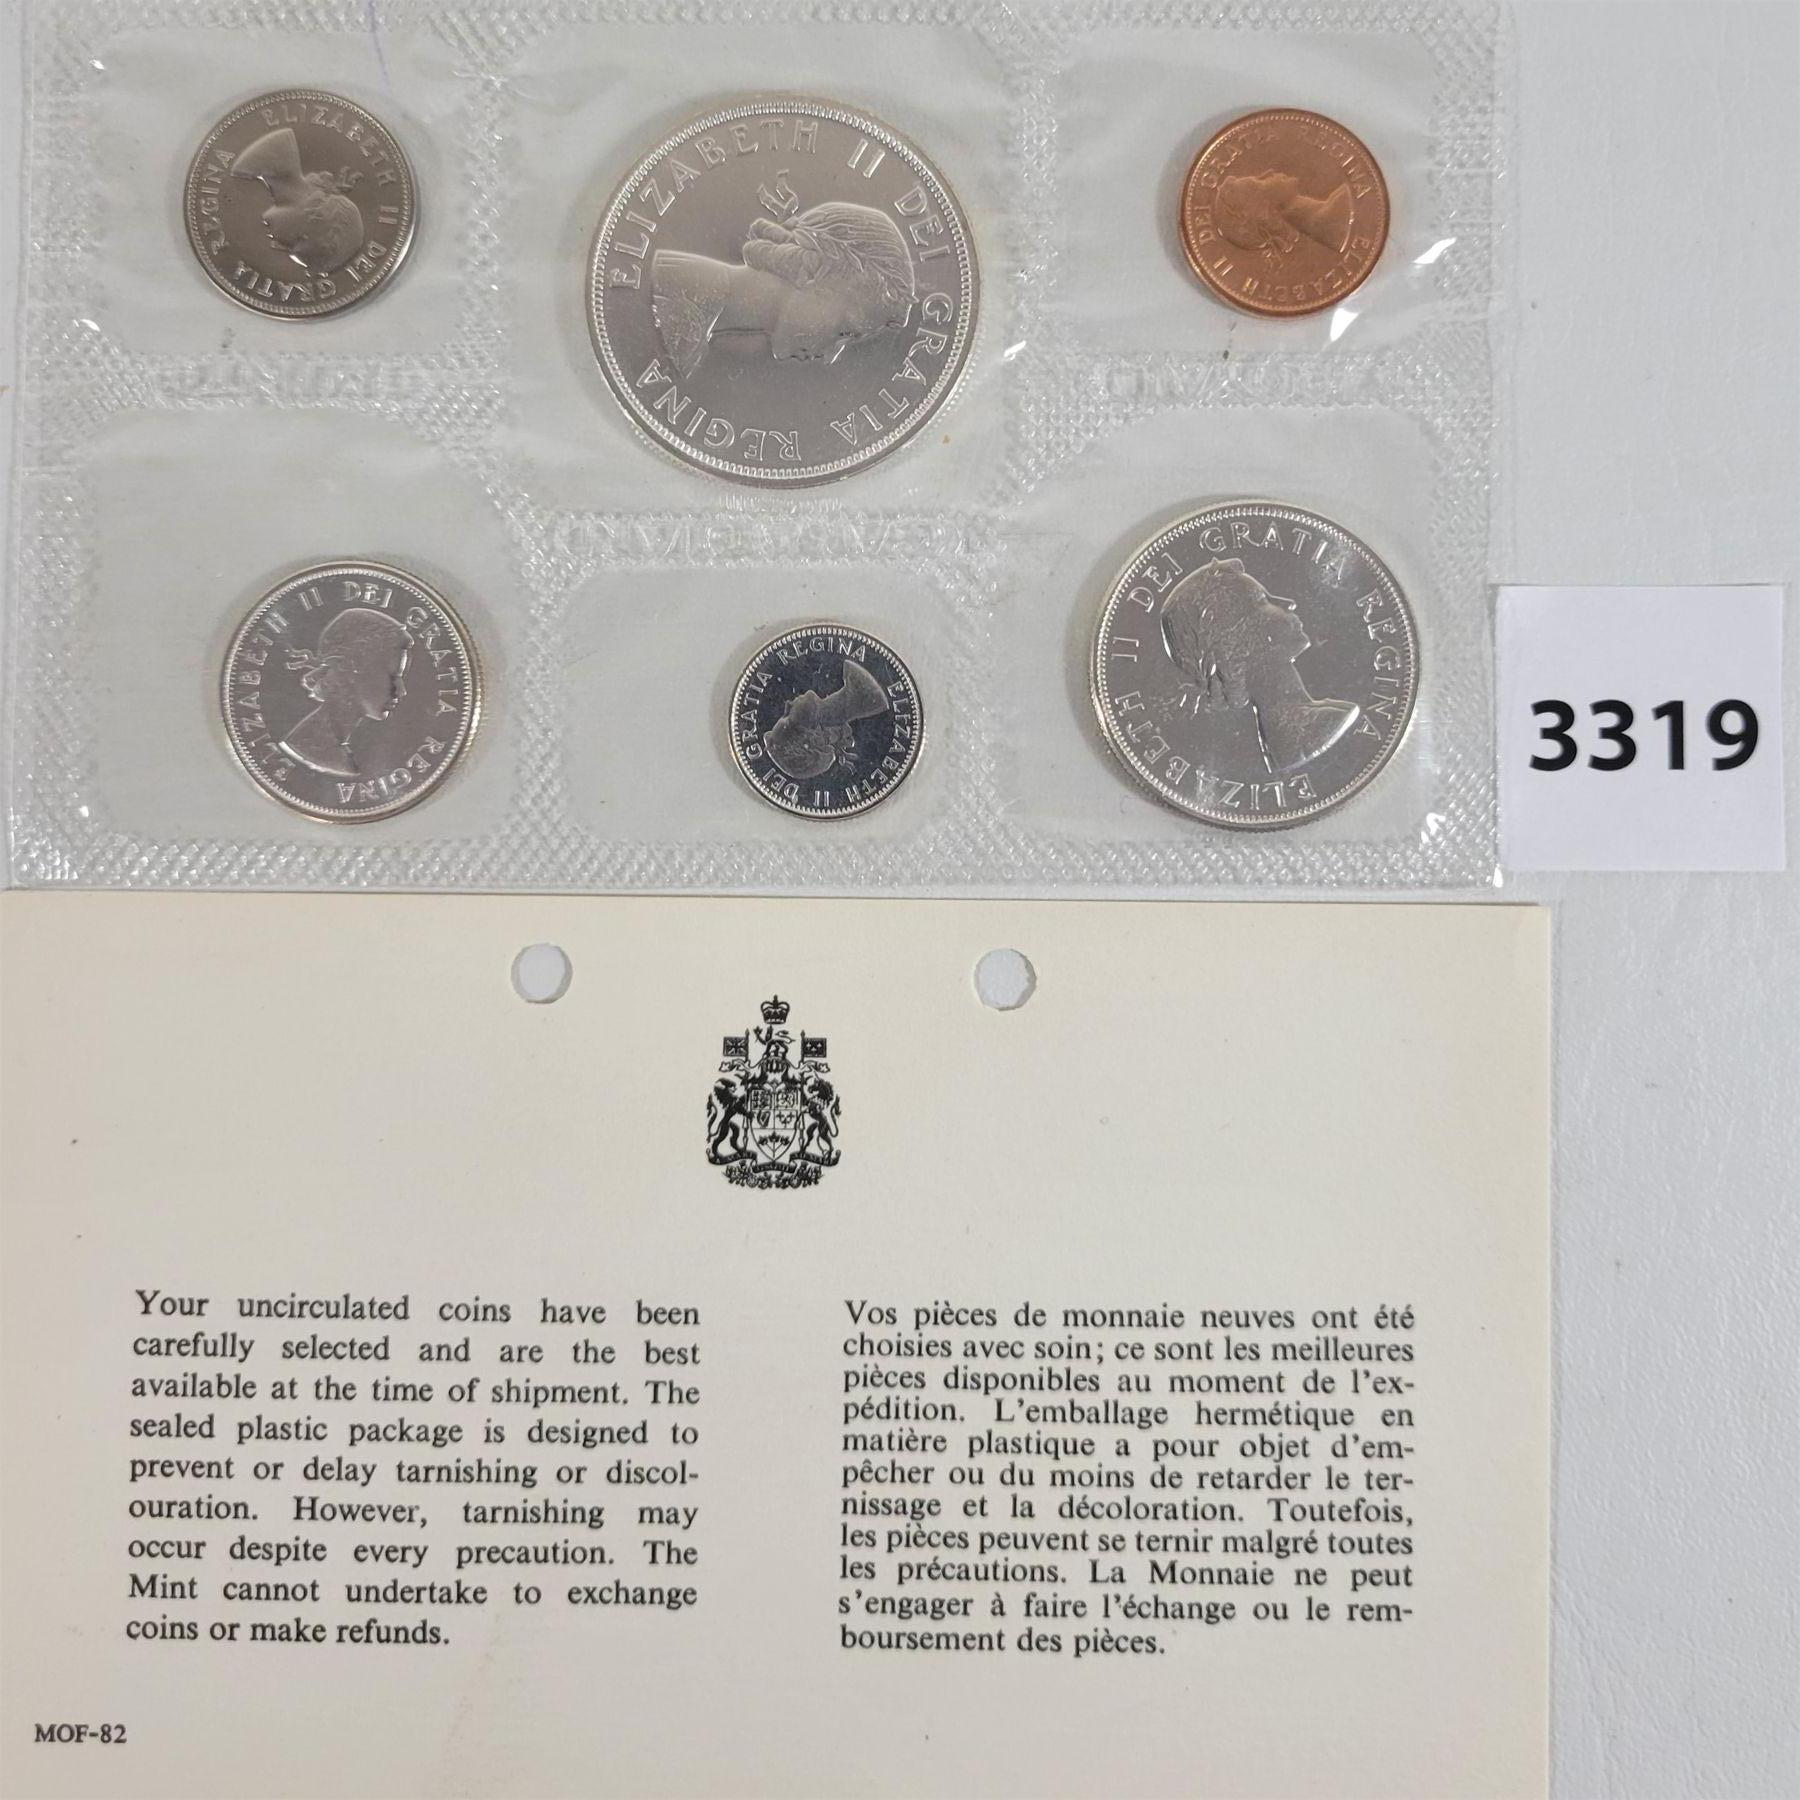 ELIZABETH II DEI GRATIA REGINA
ELIZABETH II DEI GRATIA REGINA
ELIZABETH II DEI GRATIA REGINA
ELIZABETH II DEI GRATIA REGINA
ELIZABETH II DEI GRATIA REGINA
ELIZABETH II DEI GRATIA REGINA
3319
Your uncirculated coins have been
carefully selected and are the best
available at the time of shipment. The
sealed plastic package is designed to
prevent or delay tarnishing or discol-
ouration. However, tarnishing may
occur despite every precaution. The
Mint cannot undertake to exchange
coins or make refunds.
Vos pièces de monnaie neuves ont été
choisies avec soin; ce sont les meilleures
pièces disponibles au moment de l'ex-
pédition. L'emballage hermétique en
matière plastique a pour objet d'em-
pêcher ou du moins de retarder le ter-
nissage et la décoloration. Toutefois,
les pièces peuvent se ternir malgré toutes
les précautions. La Monnaie ne peut
s'engager à faire l'échange ou le rem-
boursement des pièces.
MOF-82